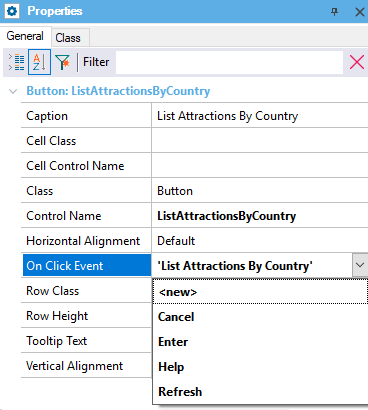 Properties
General Class
Filter
Button: ListAttractionsByCountry
Caption List Attractions By Country
Cell Class
Cell Control Name
Class Button
Control Name ListAttractionsByCountry
Horizontal Alignment Default
On Click Event 'List Attractions By Country'
Row Class <new>
Row Height Cancel
Tooltip Text Enter
Vertical Alignment Help
Refresh